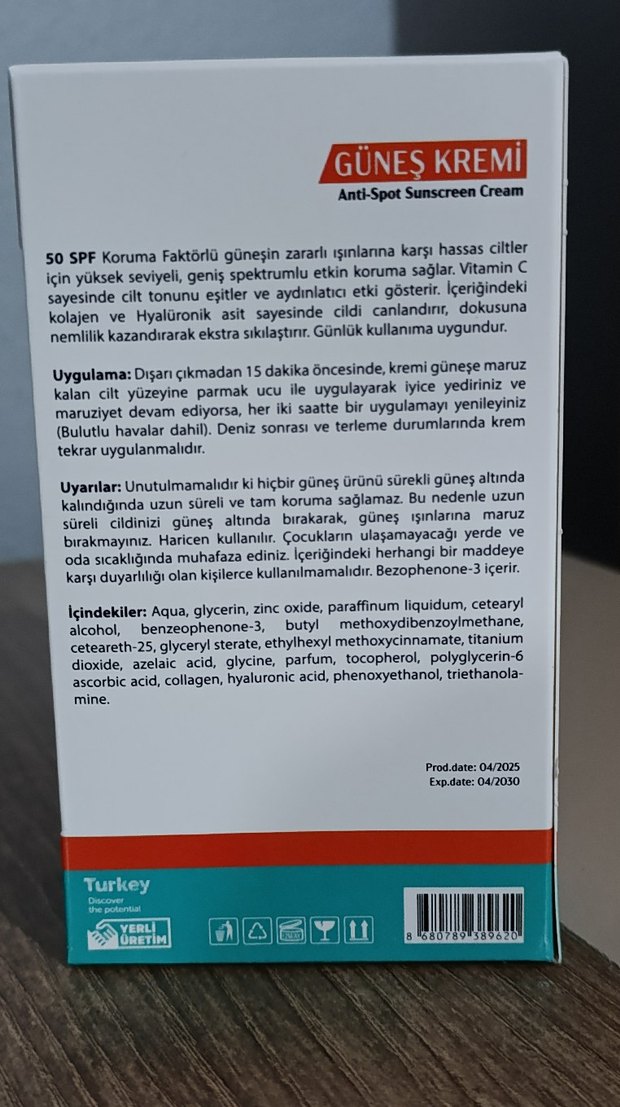 GÜNEŞ KREMİ
Anti-Spot Sunscreen Cream
50 SPF Koruma Faktörlü güneşin zararlı ışınlarına karşı hassas ciltler
için yüksek seviyeli, geniş spektrumlu etkin koruma sağlar. Vitamin C
sayesinde cilt tonunu eşitler ve aydınlatıcı etki gösterir. İçeriğindeki
kolajen ve Hyalüronik asit sayesinde cildi canlandırır, dokusuna
nemlilik kazandırarak ekstra sıkılaştırır. Günlük kullanıma uygundur.
Uygulama: Dışarı çıkmadan 15 dakika öncesinde, kremi güneşe maruz
kalan cilt yüzeyine parmak ucu ile uygulayarak iyice yediriniz ve
maruziyet devam ediyorsa, her iki saatte bir uygulamayı yenileyiniz
(Bulutlu havalar dahil). Deniz sonrası ve terleme durumlarında krem
tekrar uygulanmalıdır.
Uyarılar: Unutulmamalıdır ki hiçbir güneş ürünü sürekli güneş altında
kalındığında uzun süreli ve tam koruma sağlamaz. Bu nedenle uzun
süreli cildinizi güneş altında bırakarak, güneş ışınlarına maruz
bırakmayınız. Haricen kullanılır. Çocukların ulaşamayacağı yerde ve
oda sıcaklığında muhafaza ediniz. İçeriğindeki herhangi bir maddeye
karşı duyarlılığı olan kişilerce kullanılmamalıdır. Bezophenone-3 içerir.
İçindekiler: Aqua, glycerin, zinc oxide, paraffinum liquidum, cetearyl
alcohol, benzeophenone-3, butyl methoxydibenzoylmethane,
ceteareth-25, glyceryl sterate, ethylhexyl methoxycinnamate, titanium
dioxide, azelaic acid, glycine, parfum, tocopherol, polyglycerin-6
ascorbic acid, collagen, hyaluronic acid, phenoxyethanol, triethanola-
mine.
Prod.date: 04/2025
Exp.date: 04/2030
Turkey
Discover
the potential
YERLİ
ÜRETİM
8 680789 389620